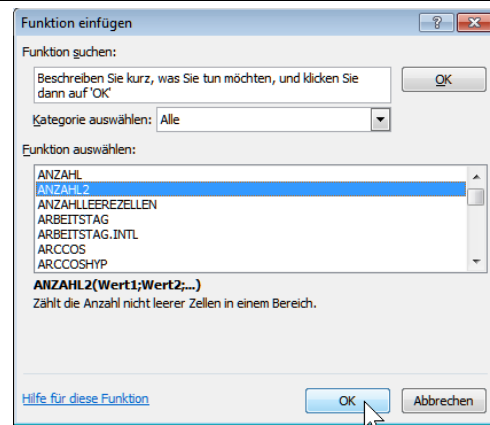 Funktion einfügen
Funktion suchen:
Beschreiben Sie kurz, was Sie tun möchten, und klicken Sie
dann auf 'OK'
OK
Kategorie auswählen: Alle
Funktion auswählen:
ANZAHL
ANZAHL2
ANZAHLLEEREZELLEN
ARBEITSTAG
ARBEITSTAG.INTL
ARCCOS
ARCCOSHYP
ANZAHL2(Wert1;Wert2;...)
Zählt die Anzahl nicht leerer Zellen in einem Bereich.
Hilfe für diese Funktion
OK
Abbrechen